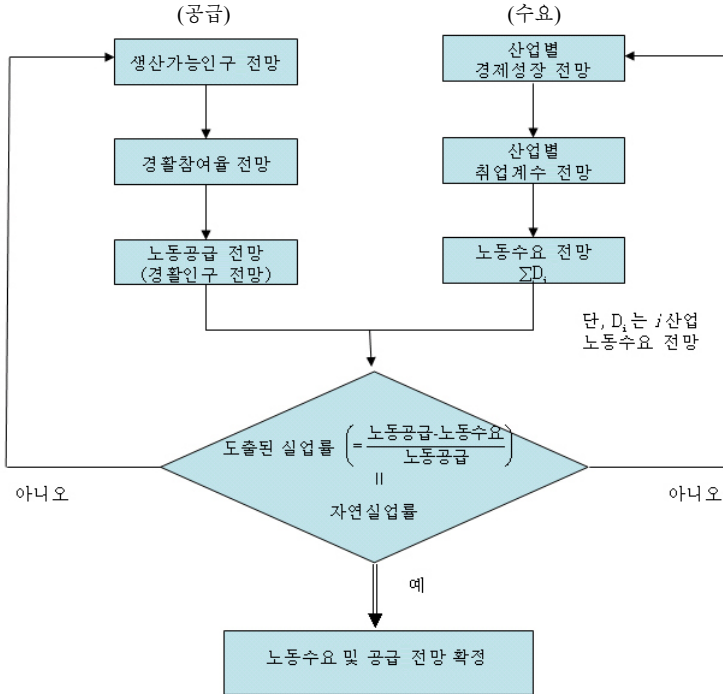 (공급)
(수요)
생산가능인구 전망
산업별
경제성장 전망
경활참여율 전망
산업별
취업계수 전망
노동공급 전망
(경활인구 전망)
노동수요 전망
∑Dᵢ
단, Dᵢ는 i 산업
노동수요 전망
도출된 실업률 (= 노동공급-노동수요
노동공급 )
=
자연실업률
아니오
아니오
예
노동수요 및 공급 전망 확정